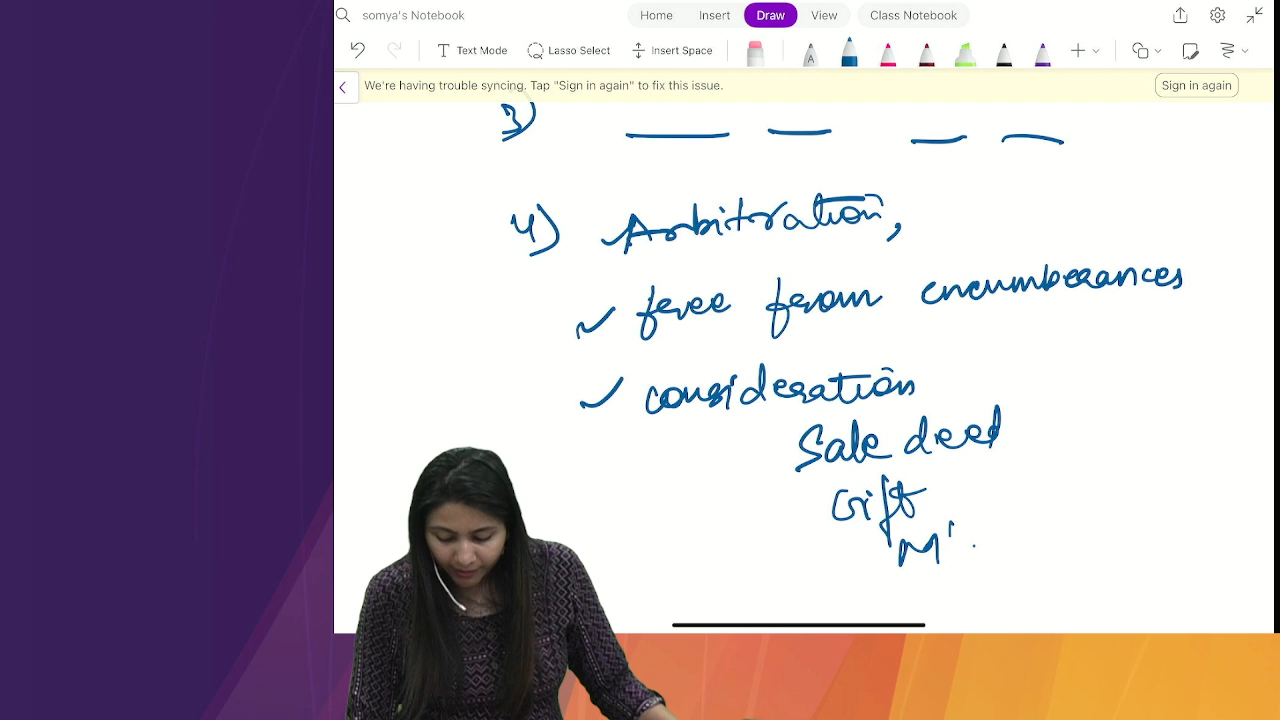 somya's Notebook
Home Insert Draw View Class Notebook
Text Mode Lasso Select Insert Space
We're having trouble syncing. Tap "Sign in again" to fix this issue. Sign in again
3)
4) Arbitration,
free from encumberances
consideration
Sale deed
Gift
M'